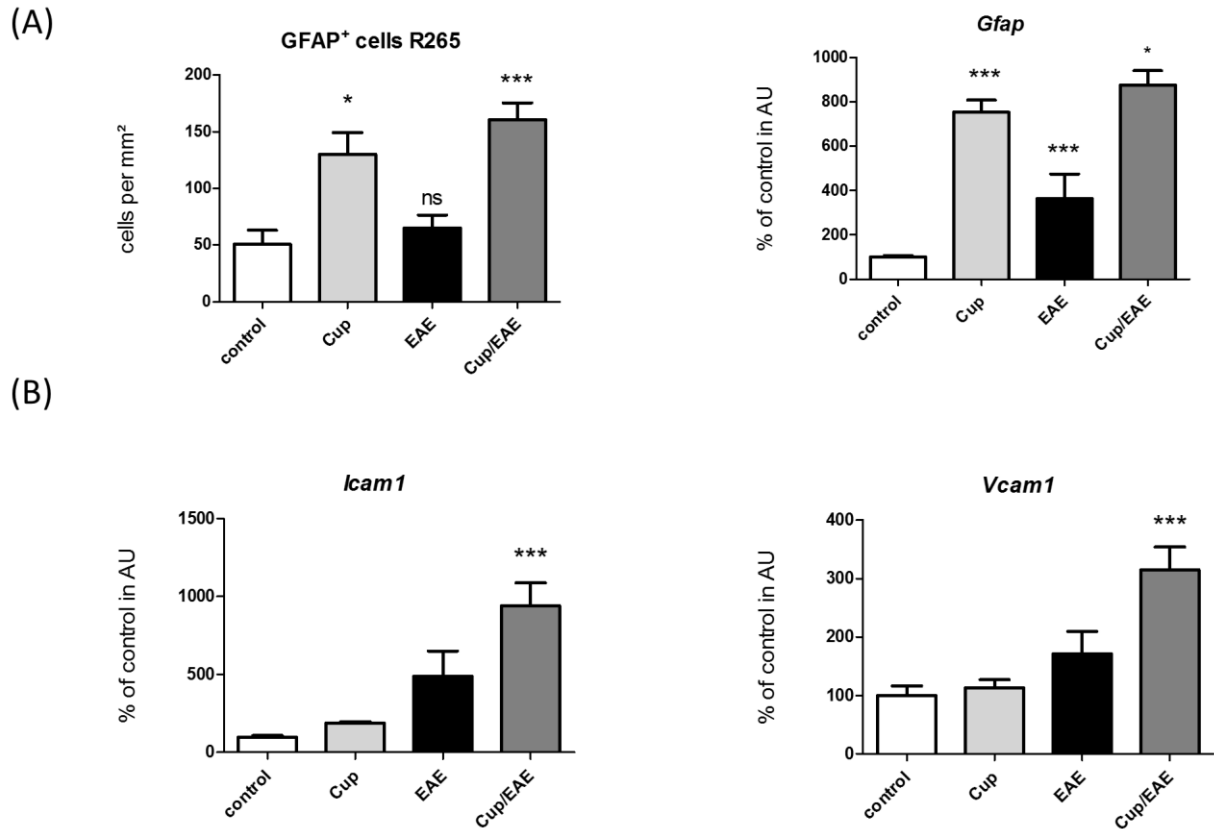 (A)
GFAP⁺ cells R265
cells per mm²
200
150
100
50
0
*
ns
***
control
Cup
EAE
Cup/EAE
Gfap
% of control in AU
1000
800
600
400
200
0
***
***
*
control
Cup
EAE
Cup/EAE
(B)
Icam1
% of control in AU
1500
1000
500
0
***
control
Cup
EAE
Cup/EAE
Vcam1
% of control in AU
400
300
200
100
0
***
control
Cup
EAE
Cup/EAE